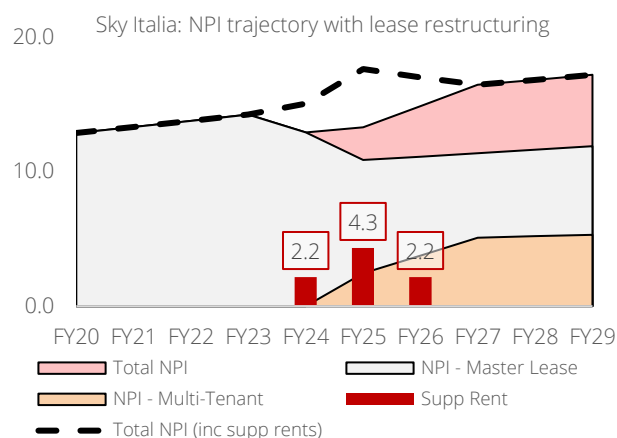 Sky Italia: NPI trajectory with lease restructuring
20.0
10.0
0.0
2.2
4.3
2.2
FY20 FY21 FY22 FY23 FY24 FY25 FY26 FY27 FY28 FY29
Total NPI
NPI - Master Lease
NPI - Multi-Tenant
Supp Rent
Total NPI (inc supp rents)